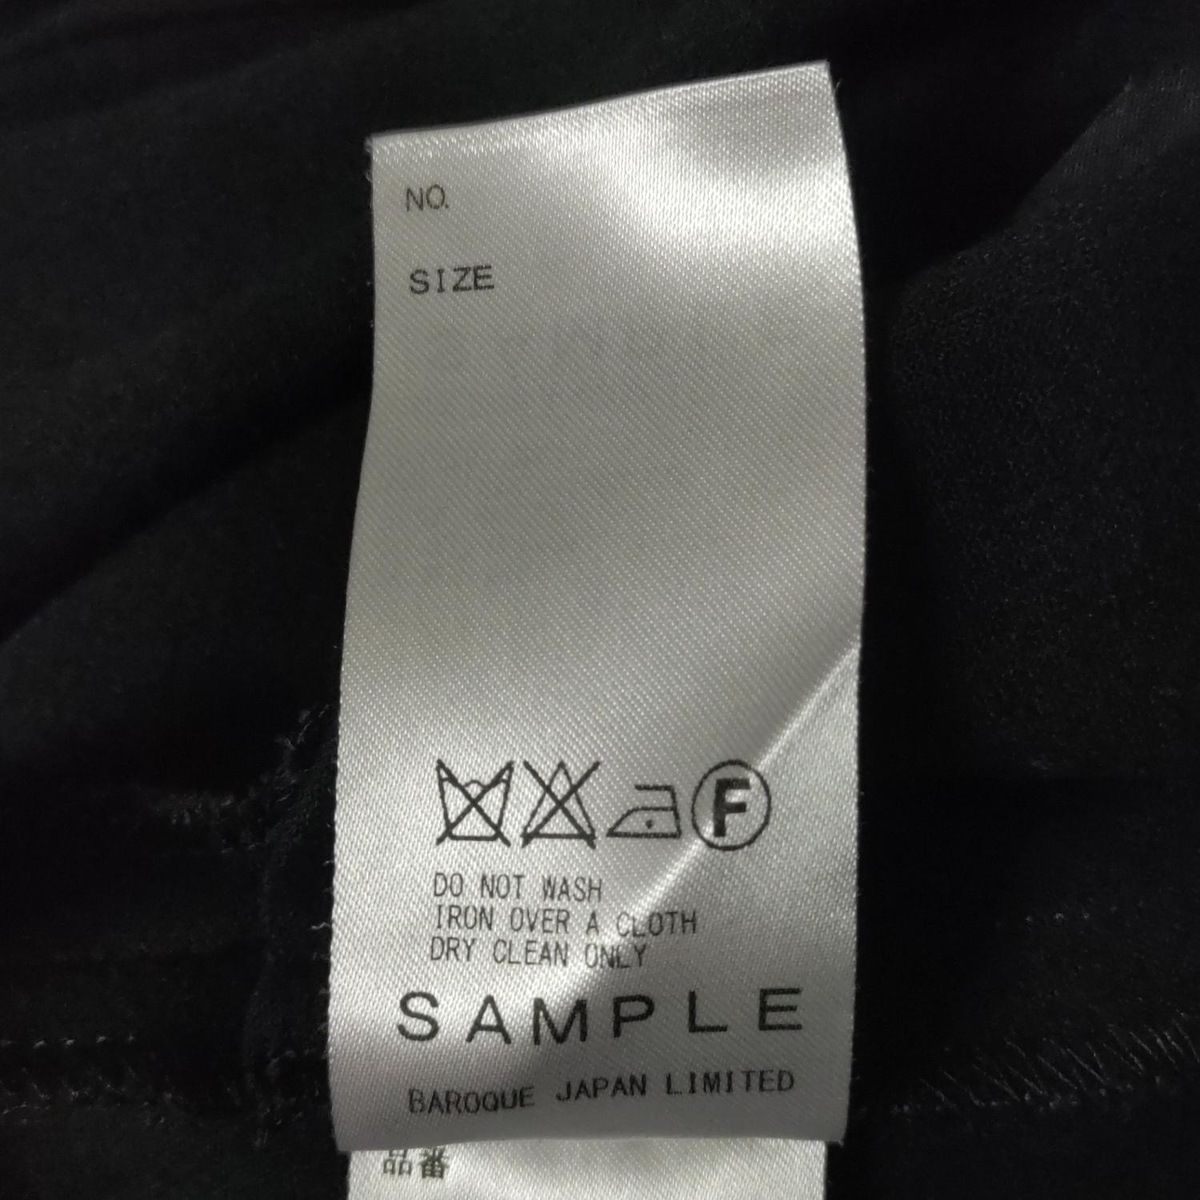 NO.
SIZE
F
DO NOT WASH
IRON OVER A CLOTH
DRY CLEAN ONLY
SAMPLE
BAROQUE JAPAN LIMITED
品番